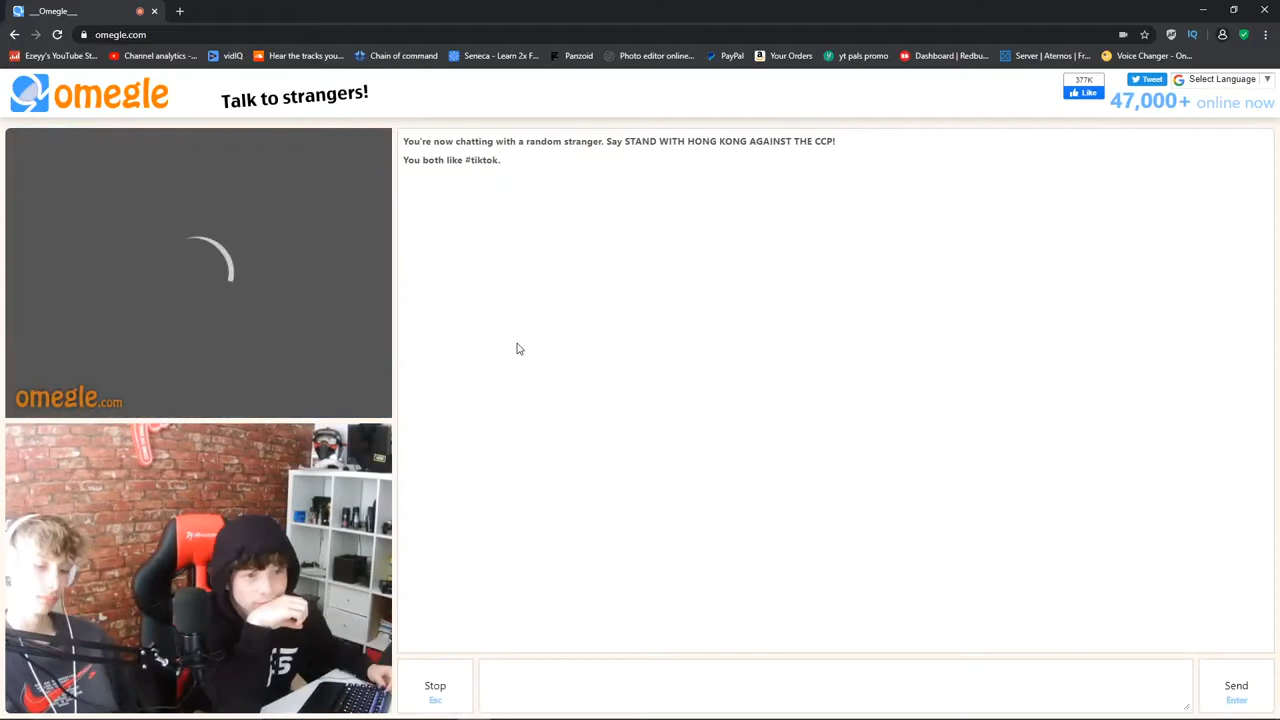 __Omegle__
omegle.com
Ezeyy's YouTube St...
Channel analytics -...
vidIQ
Hear the tracks you...
Chain of command
Seneca - Learn 2x F...
Panzoid
Photo editor online...
PayPal
Your Orders
yt pals promo
Dashboard | Redbu...
Server | Aternos | Fr...
Voice Changer - On...
omegle
Talk to strangers!
377K
Like
Tweet
Select Language
47,000+ online now
You're now chatting with a random stranger. Say STAND WITH HONG KONG AGAINST THE CCP!
You both like #tiktok.
omegle.com
Stop
Esc
Send
Enter